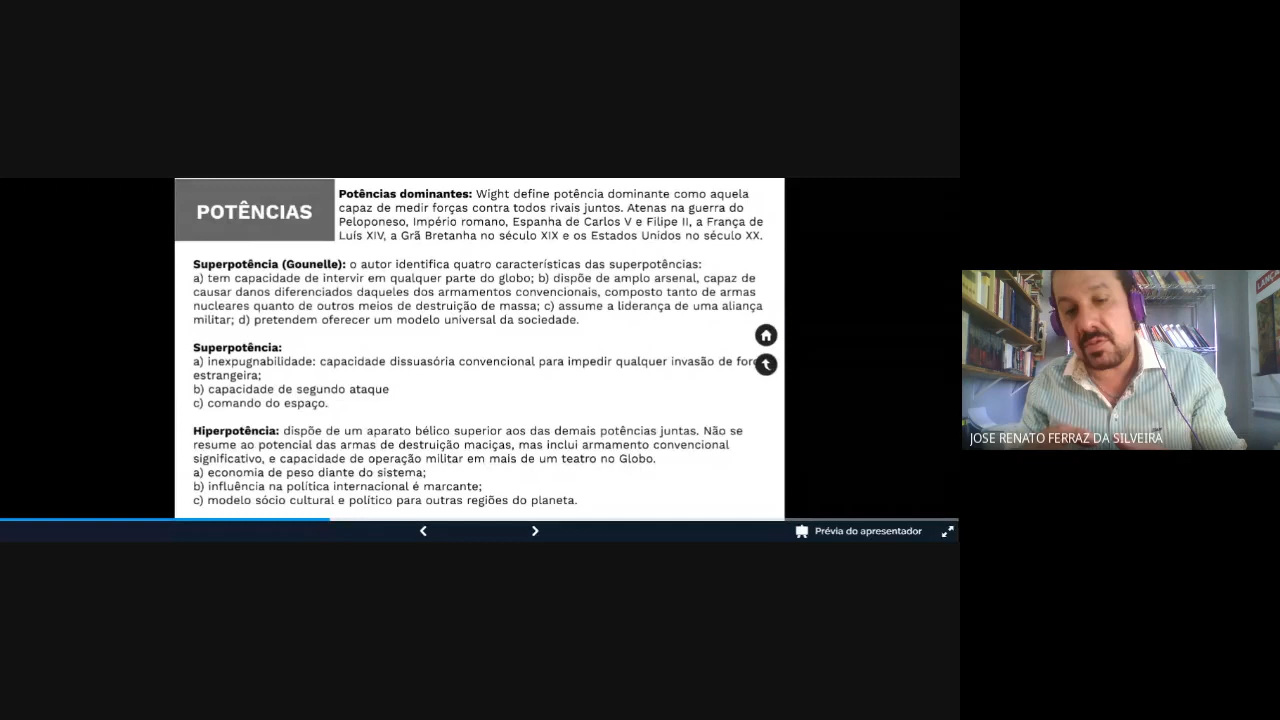 POTÊNCIAS
Potências dominantes: Wight define potência dominante como aquela
capaz de medir forças contra todos rivais juntos. Atenas na guerra do
Peloponeso, Império romano, Espanha de Carlos V e Filipe II, a França de
Luís XIV, a Grã Bretanha no século XIX e os Estados Unidos no século XX.
Superpotência (Gounelle): o autor identifica quatro características das superpotências:
a) tem capacidade de intervir em qualquer parte do globo; b) dispõe de amplo arsenal, capaz de
causar danos diferenciados daqueles dos armamentos convencionais, composto tanto de armas
nucleares quanto de outros meios de destruição de massa; c) assume a liderança de uma aliança
militar; d) pretendem oferecer um modelo universal da sociedade.
Superpotência:
a) inexpugnabilidade: capacidade dissuasória convencional para impedir qualquer invasão de
estrangeira;
b) capacidade de segundo ataque
c) comando do espaço.
Hiperpotência: dispõe de um aparato bélico superior aos das demais potências juntas. Não se
resume ao potencial das armas de destruição maciças, mas inclui armamento convencional
significativo, e capacidade de operação militar em mais de um teatro no Globo.
a) economia de peso diante do sistema;
b) influência na política internacional é marcante;
c) modelo sócio cultural e político para outras regiões do planeta.
Prévia do apresentador
JOSE RENATO FERRAZ DA SILVEIRA